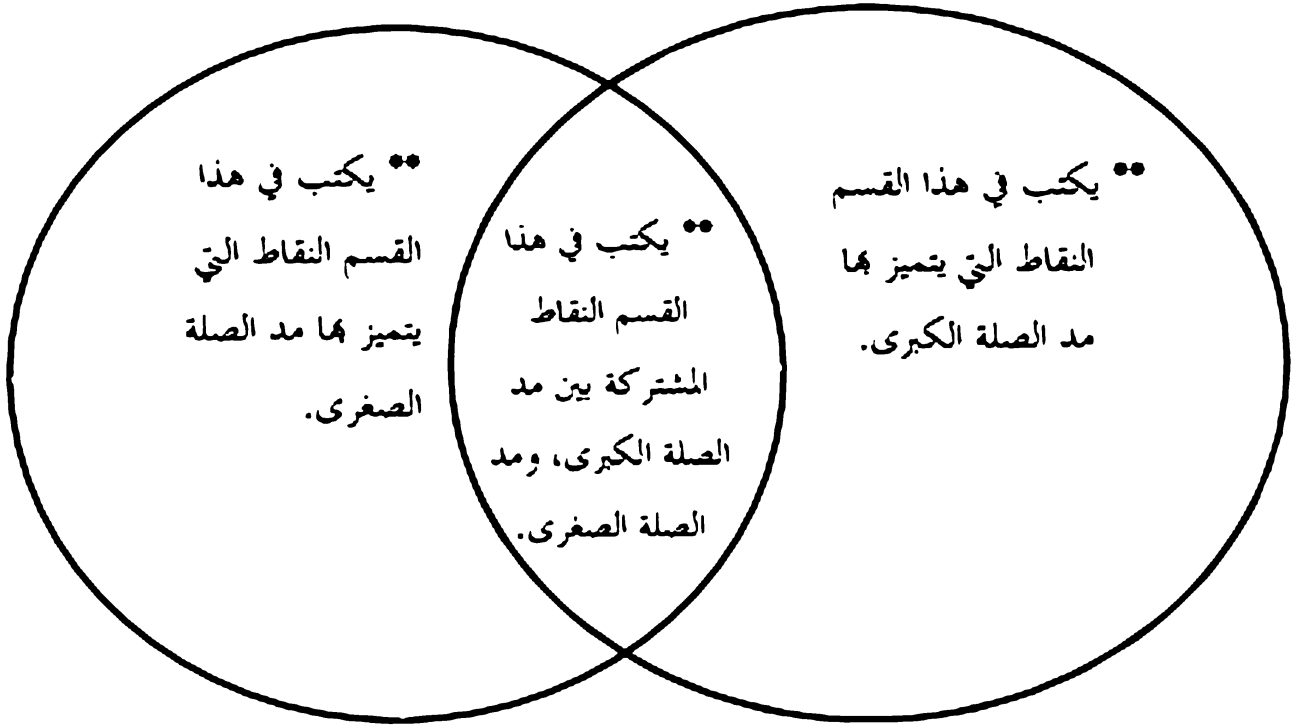 ** يكتب في هذا القسم
النقاط التي يتميز بها
مد الصلة الكبرى.
** يكتب في هذا
القسم النقاط
المشتركة بين مد
الصلة الكبرى، ومد
الصلة الصغرى.
** يكتب في هذا
القسم النقاط التي
يتميز بها مد الصلة
الصغرى.